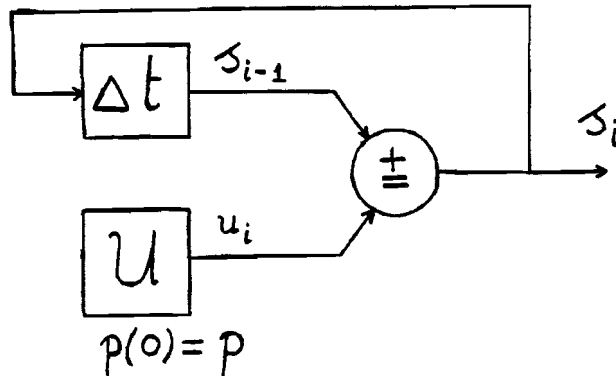 Δt
s_{i-1}
s_i
±
=
u_i
U
p(0) = p